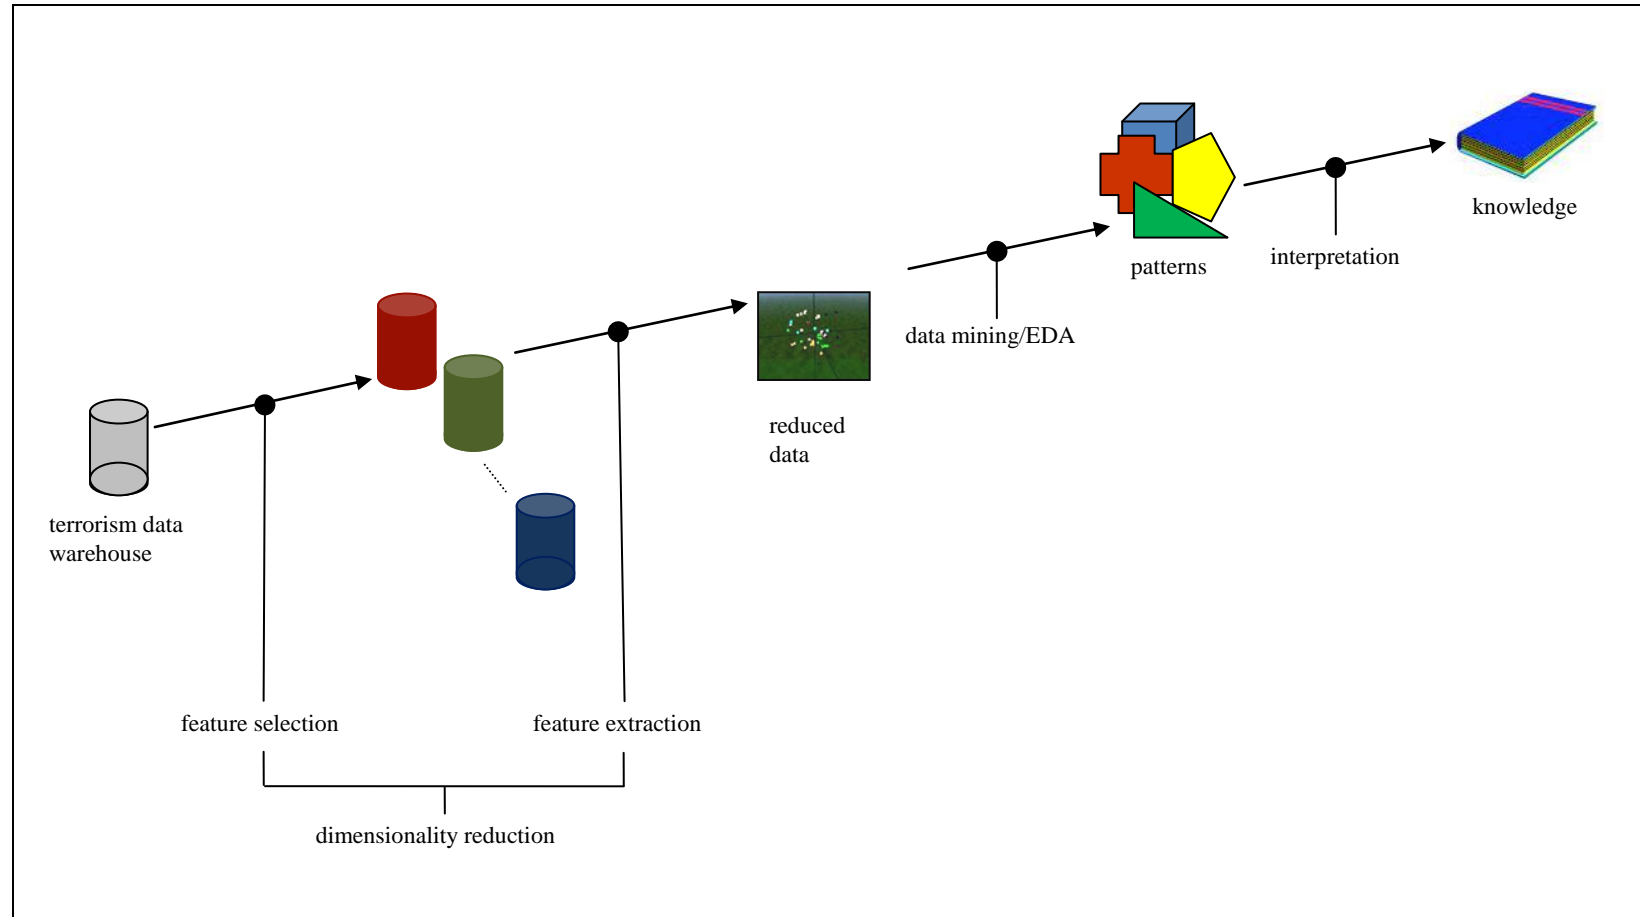 terrorism data
warehouse
feature selection
feature extraction
dimensionality reduction
reduced
data
data mining/EDA
patterns
interpretation
knowledge